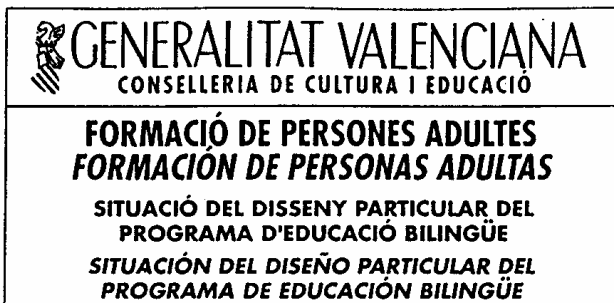 GENERALITAT VALENCIANA
CONSELLERIA DE CULTURA I EDUCACIÓ
FORMACIÓ DE PERSONES ADULTES
FORMACIÓN DE PERSONAS ADULTAS
SITUACIÓ DEL DISSENY PARTICULAR DEL
PROGRAMA D'EDUCACIÓ BILINGÜE
SITUACIÓN DEL DISEÑO PARTICULAR DEL
PROGRAMA DE EDUCACIÓN BILINGÜE